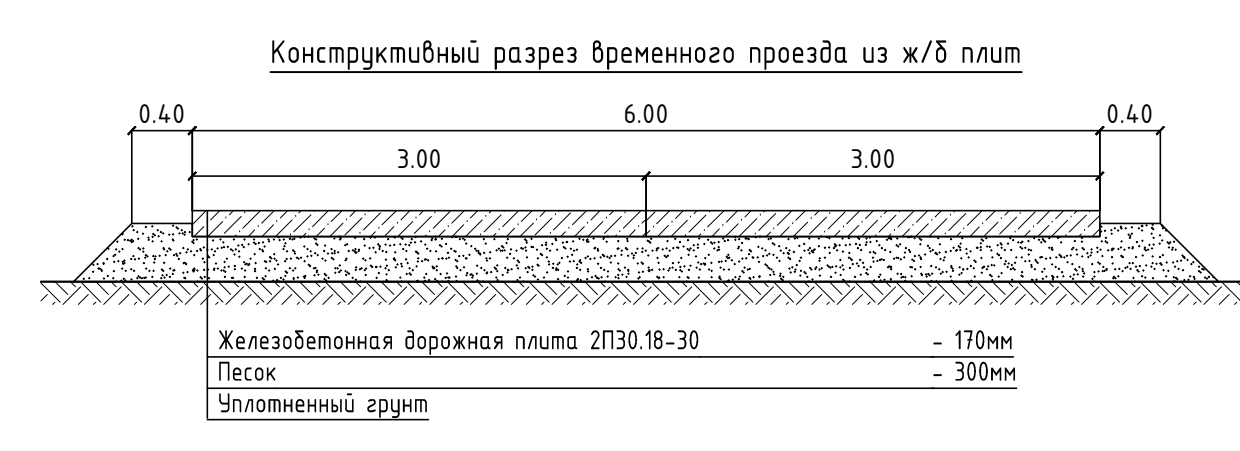 Конструктивный разрез временного проезда из ж/б плит
0.40 6.00 0.40
3.00 3.00
Железобетонная дорожная плита 2П30.18-30 - 170мм
Песок - 300мм
Уплотненный грунт